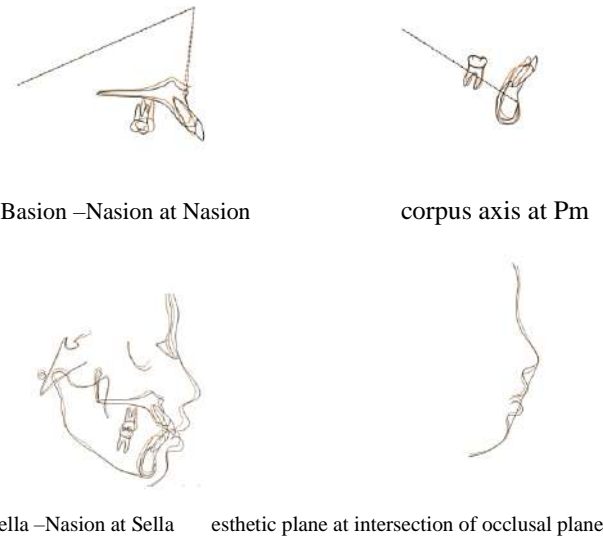 Basion –Nasion at Nasion
corpus axis at Pm
ella –Nasion at Sella
esthetic plane at intersection of occlusal plane